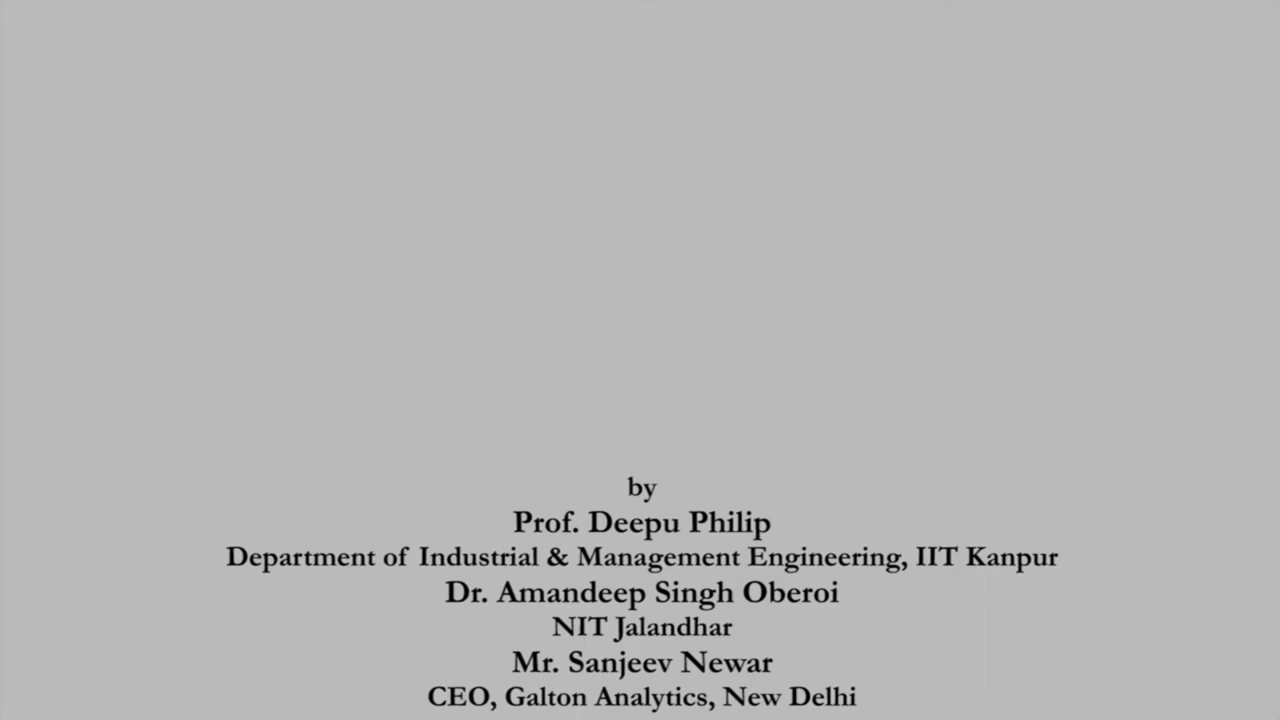 by
Prof. Deepu Philip
Department of Industrial & Management Engineering, IIT Kanpur
Dr. Amandeep Singh Oberoi
NIT Jalandhar
Mr. Sanjeev Newar
CEO, Galton Analytics, New Delhi